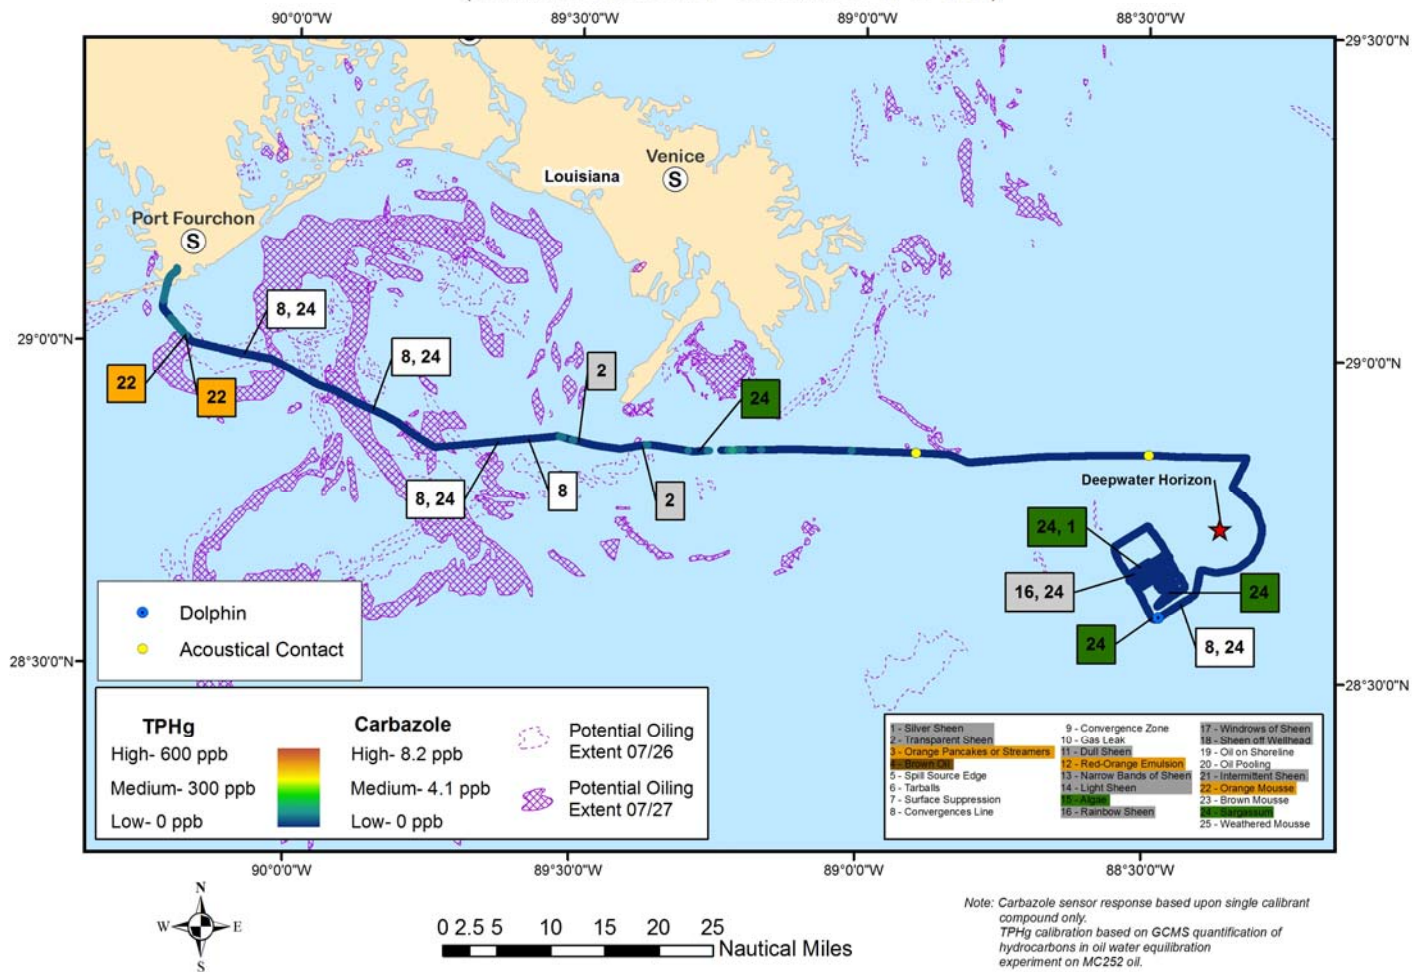 90°0'0"W 89°30'0"W 89°0'0"W 88°30'0"W
29°30'0"N 29°30'0"N
Venice
S
Louisiana
Port Fourchon
S
8, 24
29°0'0"N 29°0'0"N
8, 24
22
22
2
24
8, 24
8
2
Deepwater Horizon
24, 1
16, 24
24
24
8, 24
28°30'0"N 28°30'0"N
Dolphin
Acoustical Contact
TPHg
High- 600 ppb
Medium- 300 ppb
Low- 0 ppb
Carbazole
High- 8.2 ppb
Medium- 4.1 ppb
Low- 0 ppb
Potential Oiling
Extent 07/26
Potential Oiling
Extent 07/27
1 - Silver Sheen
2 - Transparent Sheen
3 - Orange Pancakes or Streamers
4 - Brown Oil
5 - Spill Source Edge
6 - Tarballs
7 - Surface Suppression
8 - Convergences Line
9 - Convergence Zone
10 - Gas Leak
11 - Dull Sheen
12 - Red-Orange Emulsion
13 - Narrow Bands of Sheen
14 - Light Sheen
15 - Algae
16 - Rainbow Sheen
17 - Windrows of Sheen
18 - Sheen off Wellhead
19 - Oil on Shoreline
20 - Oil Pooling
21 - Intermittent Sheen
22 - Orange Mousse
23 - Brown Mousse
24 - Sargassum
25 - Weathered Mousse
90°0'0"W 89°30'0"W 89°0'0"W 88°30'0"W
N
W E
S
0 2.5 5 10 15 20 25
Nautical Miles
Note: Carbazole sensor response based upon single calibrant
compound only.
TPHg calibration based on GCMS quantification of
hydrocarbons in oil water equilibration
experiment on MC252 oil.